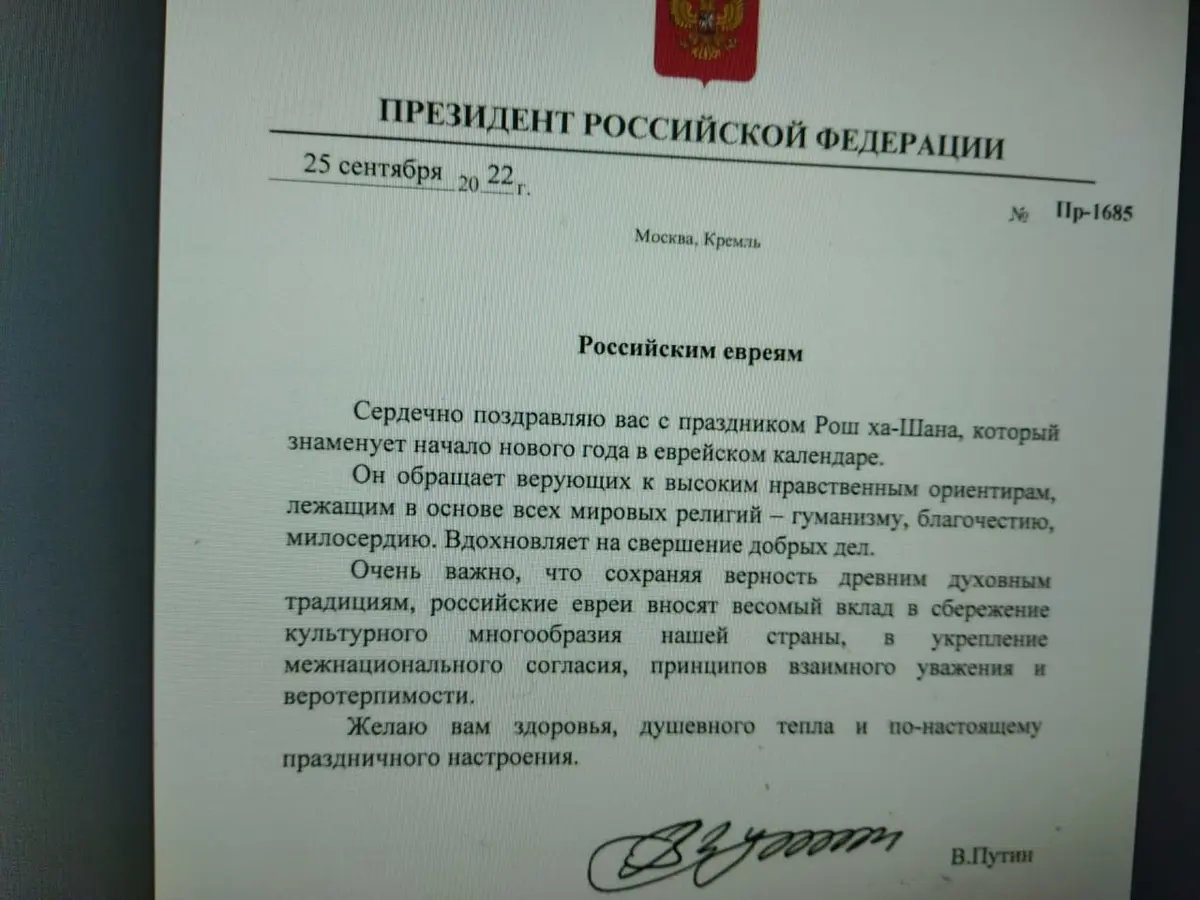 ПРЕЗИДЕНТ РОССИЙСКОЙ ФЕДЕРАЦИИ
25 сентября 20 22 г.
№ Пр-1685
Москва, Кремль
Российским евреям
Сердечно поздравляю вас с праздником Рош ха-Шана, который
знаменует начало нового года в еврейском календаре.
Он обращает верующих к высоким нравственным ориентирам,
лежащим в основе всех мировых религий – гуманизму, благочестию,
милосердию. Вдохновляет на свершение добрых дел.
Очень важно, что сохраняя верность древним духовным
традициям, российские евреи вносят весомый вклад в сбережение
культурного многообразия нашей страны, в укрепление
межнационального согласия, принципов взаимного уважения и
веротерпимости.
Желаю вам здоровья, душевного тепла и по-настоящему
праздничного настроения.
В.Путин